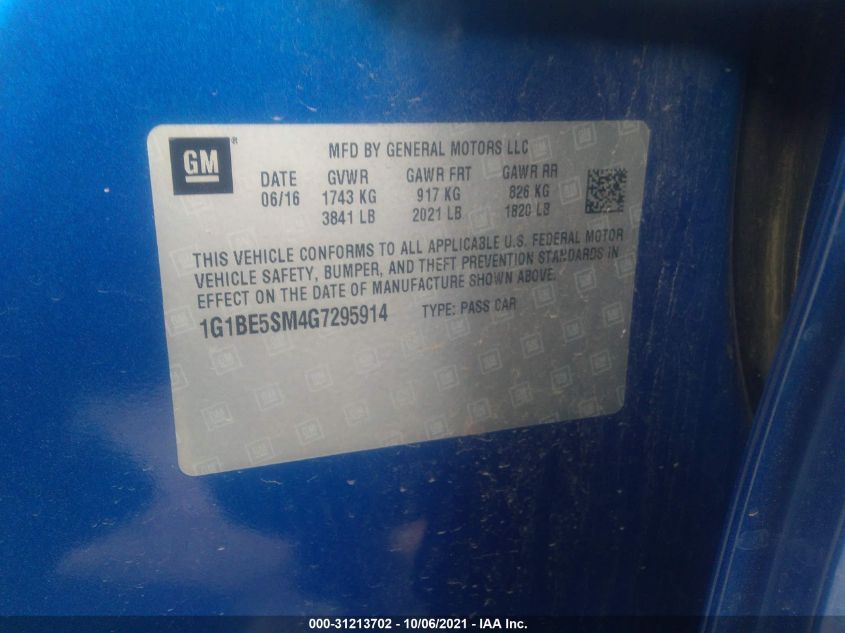 GM ®
MFD BY GENERAL MOTORS LLC
DATE GVWR GAWR FRT GAWR RR
06/16 1743 KG 917 KG 826 KG
3841 LB 2021 LB 1820 LB
THIS VEHICLE CONFORMS TO ALL APPLICABLE U.S. FEDERAL MOTOR
VEHICLE SAFETY, BUMPER, AND THEFT PREVENTION STANDARDS IN
EFFECT ON THE DATE OF MANUFACTURE SHOWN ABOVE.
1G1BE5SM4G7295914 TYPE: PASS CAR
000-31213702 - 10/06/2021 - IAA Inc.